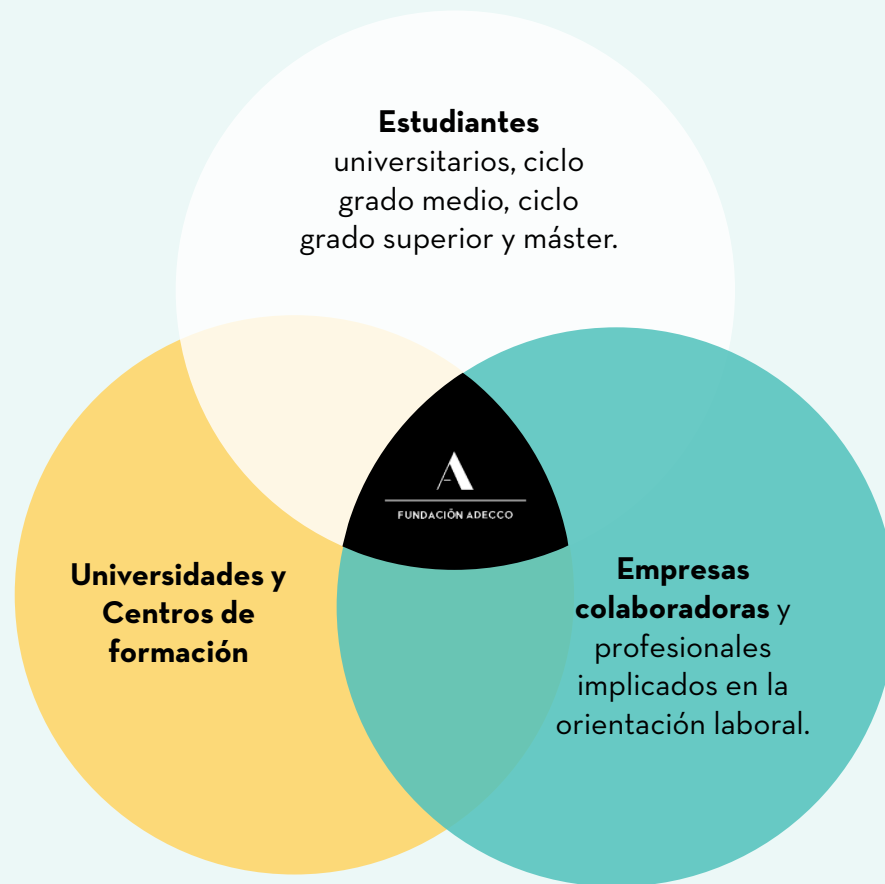 Estudiantes
universitarios, ciclo
grado medio, ciclo
grado superior y máster.
FUNDACIÓN ADECCO
Universidades y
Centros de
formación
Empresas
colaboradoras y
profesionales
implicados en la
orientación laboral.